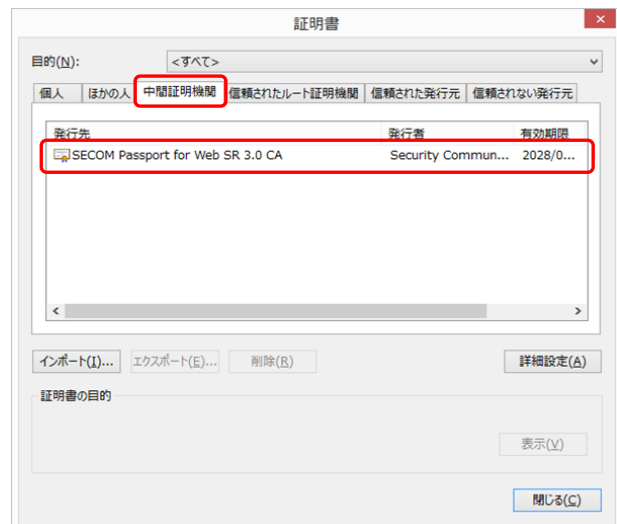 証明書
目的(N): <すべて>
個人 ほかの人 中間証明機関 信頼されたルート証明機関 信頼された発行元 信頼されない発行元
発行先 発行者 有効期限
SECOM Passport for Web SR 3.0 CA Security Commun... 2028/0...
インポート(I)... エクスポート(E)... 削除(R) 詳細設定(A)
証明書の目的
表示(V)
閉じる(C)